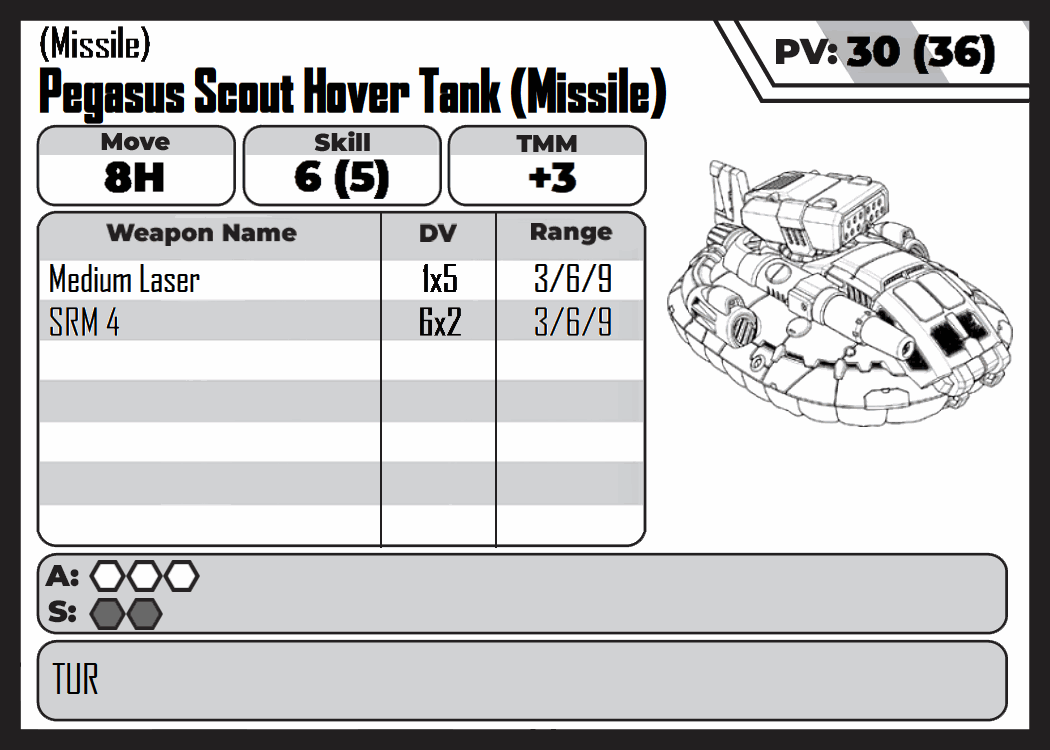 (Missile)
PV: 30 (36)
Pegasus Scout Hover Tank (Missile)
Move Skill TMM
8H 6 (5) +3
Weapon Name DV Range
Medium Laser 1x5 3/6/9
SRM 4 6x2 3/6/9
A:
S:
TUR